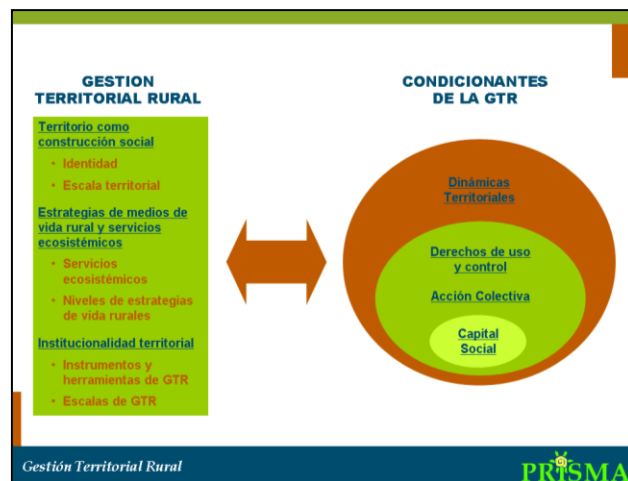 GESTION
TERRITORIAL RURAL
Territorio como
construcción social
• Identidad
• Escala territorial
Estrategias de medios de
vida rural y servicios
ecosistémicos
• Servicios
ecosistémicos
• Niveles de estrategias
de vida rurales
Institucionalidad territorial
• Instrumentos y
herramientas de GTR
• Escalas de GTR
CONDICIONANTES
DE LA GTR
Dinámicas
Territoriales
Derechos de uso
y control
Acción Colectiva
Capital
Social
Gestión Territorial Rural
PRISMA